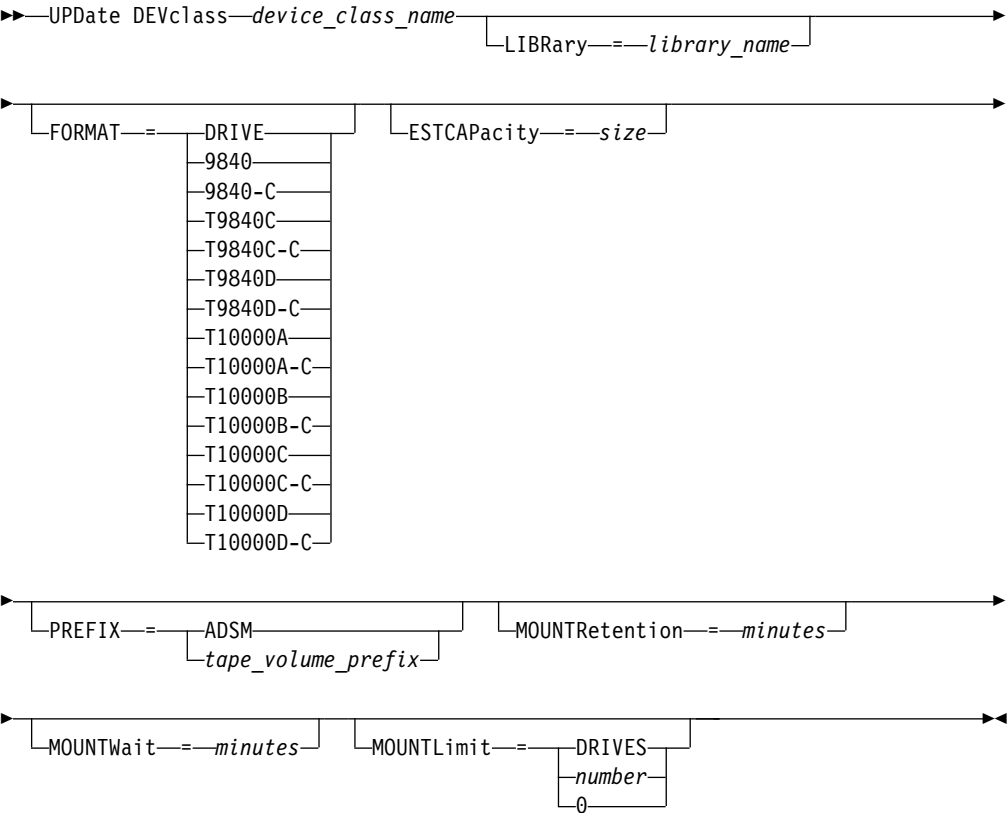 UPDate DEVclass device_class_name
LIBRary = library_name
FORMAT = DRIVE ESTCAPacity = size
9840
9840-C
T9840C
T9840C-C
T9840D
T9840D-C
T10000A
T10000A-C
T10000B
T10000B-C
T10000C
T10000C-C
T10000D
T10000D-C
PREFIX = ADSM MOUNTRetention = minutes
tape_volume_prefix
MOUNTWait = minutes MOUNTLimit = DRIVES
number
0